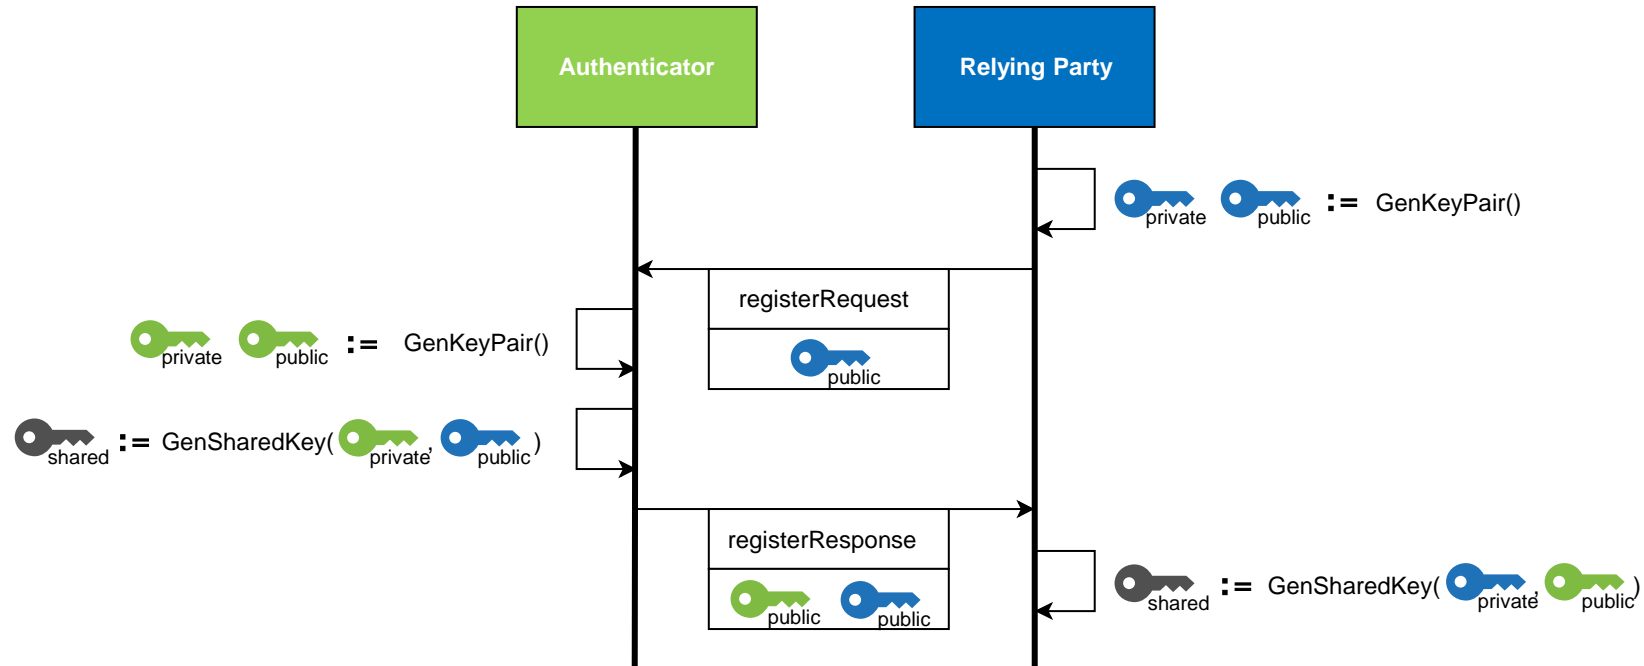 Authenticator
Relying Party
private public := GenKeyPair()
registerRequest
public
private public := GenKeyPair()
shared := GenSharedKey( private, public )
registerResponse
public public
shared := GenSharedKey( private, public )